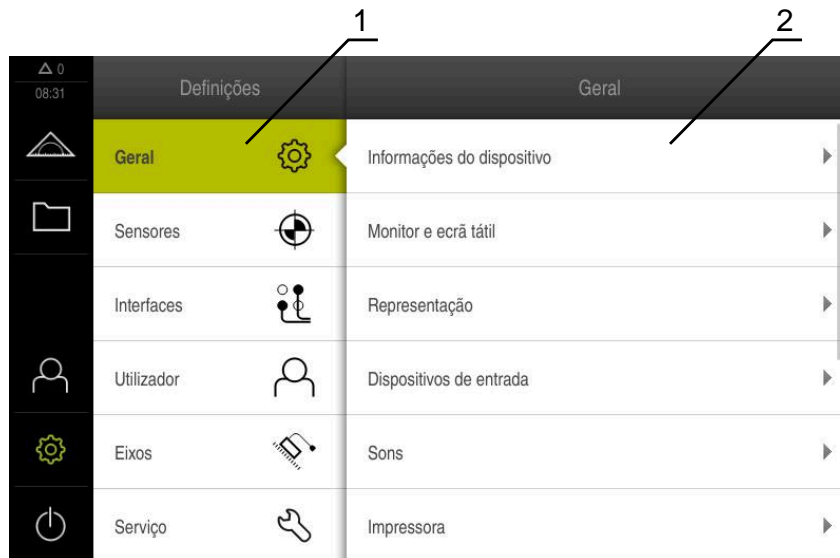 1
2
△ 0
08:31
Definições
Geral
Geral
Informações do dispositivo
Sensores
Monitor e ecrã tátil
Interfaces
Representação
Utilizador
Dispositivos de entrada
Eixos
Sons
Serviço
Impressora